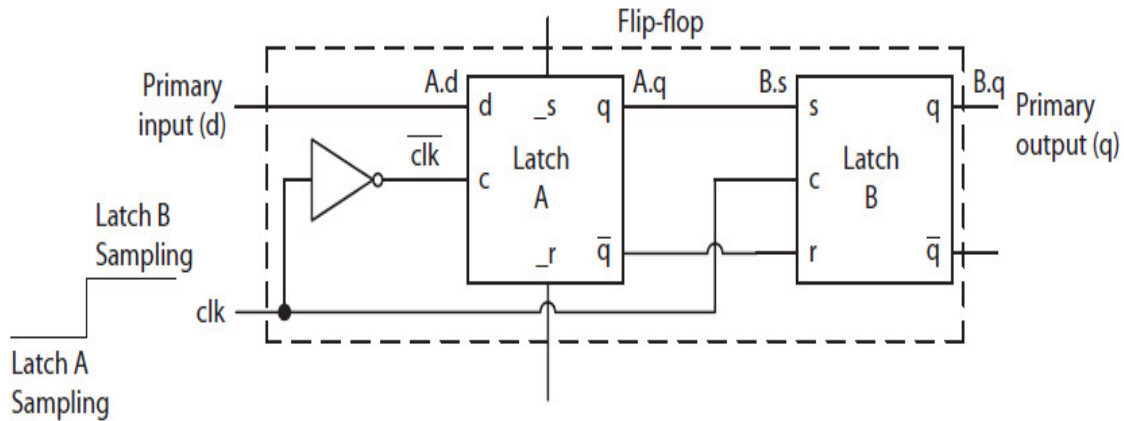 Flip-flop
Primary
input (d)
A.d
A.q
B.s
B.q
Primary
output (q)
d
_s
q
s
q
clk̅
c
Latch
A
c
Latch
B
_r
q̅
r
q̅
Latch B
Sampling
clk
Latch A
Sampling